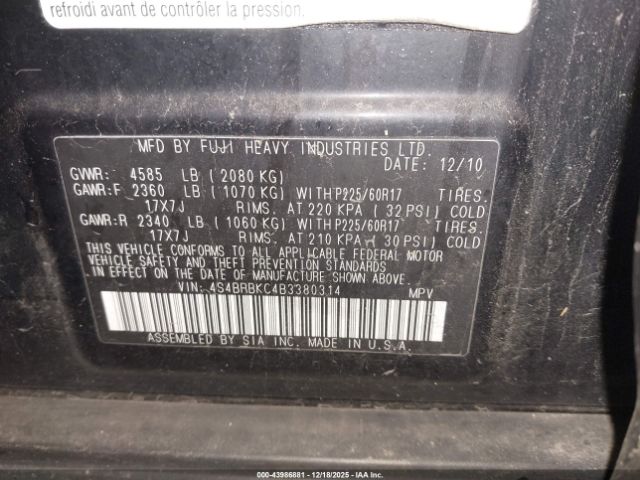 refroidi avant de contrôler la pression.
MFD BY FUJI HEAVY INDUSTRIES LTD.
DATE: 12/10
GVWR: 4585 LB (2080 KG)
GAWR:F 2360 LB (1070 KG) WITH P225/60R17 TIRES.
17X7J RIMS. AT 220 KPA (32 PSI) COLD
GAWR:R 2340 LB (1060 KG) WITH P225/60R17 TIRES.
17X7J RIMS. AT 210 KPA (30 PSI) COLD
THIS VEHICLE CONFORMS TO ALL APPLICABLE FEDERAL MOTOR
VEHICLE SAFETY AND THEFT PREVENTION STANDARDS IN
EFFECT ON THE DATE OF MANUFACTURE SHOWN ABOVE.
VIN: 4S4BRBKC4B3380314 MPV
ASSEMBLED BY SIA INC. MADE IN U.S.A.
000-43986881 - 12/18/2025 - IAA, Inc.